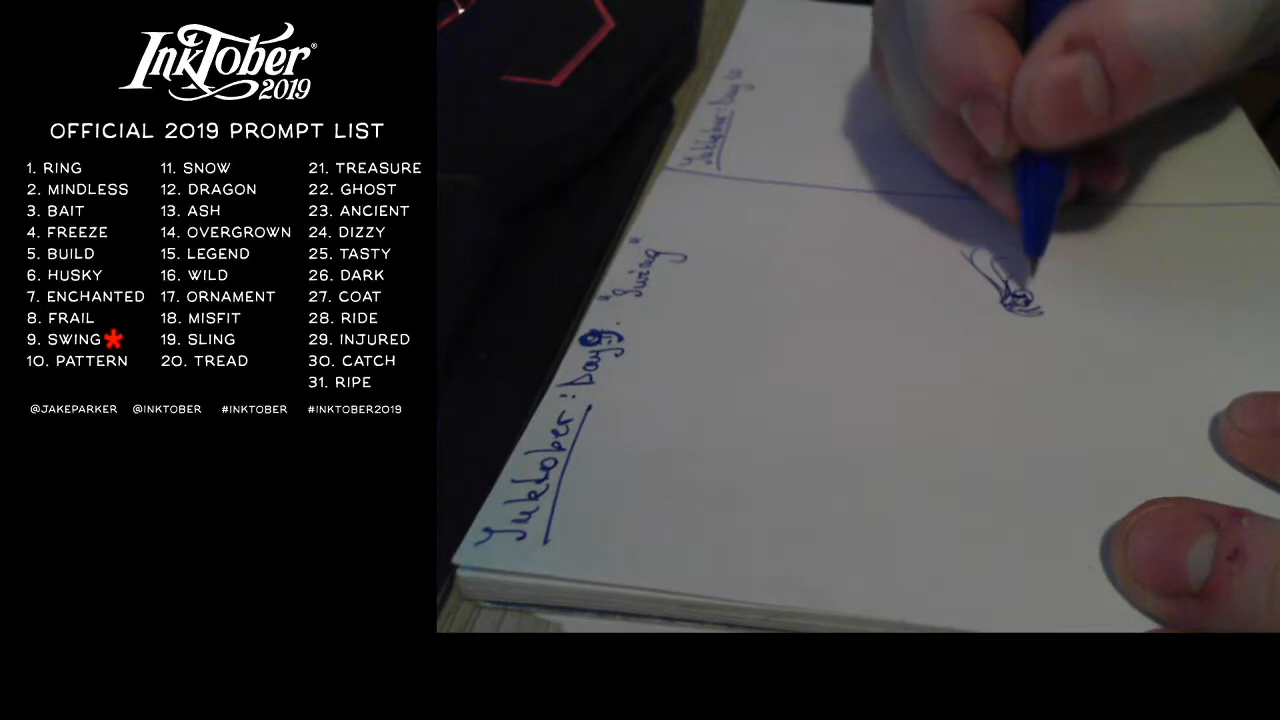 INKTOBER®
2019
OFFICIAL 2019 PROMPT LIST
1. RING
2. MINDLESS
3. BAIT
4. FREEZE
5. BUILD
6. HUSKY
7. ENCHANTED
8. FRAIL
9. SWING*
10. PATTERN
11. SNOW
12. DRAGON
13. ASH
14. OVERGROWN
15. LEGEND
16. WILD
17. ORNAMENT
18. MISFIT
19. SLING
20. TREAD
21. TREASURE
22. GHOST
23. ANCIENT
24. DIZZY
25. TASTY
26. DARK
27. COAT
28. RIDE
29. INJURED
30. CATCH
31. RIPE
@JAKEPARKER @INKTOBER #INKTOBER #INKTOBER2019
Inktober: Day 10
Inktober: Day 9. "Swing"